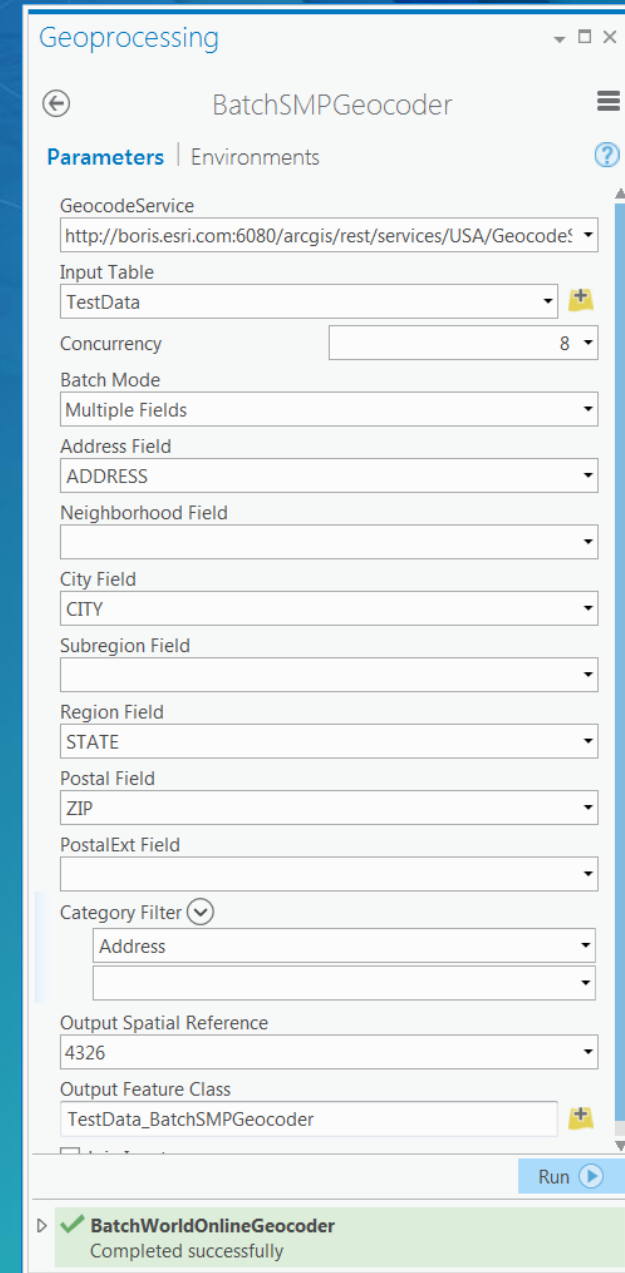 Geoprocessing
BatchSMPGeocoder
Parameters | Environments
GeocodeService
http://boris.esri.com:6080/arcgis/rest/services/USA/GeocodeS
Input Table
TestData
Concurrency 8
Batch Mode
Multiple Fields
Address Field
ADDRESS
Neighborhood Field
City Field
CITY
Subregion Field
Region Field
STATE
Postal Field
ZIP
PostalExt Field
Category Filter
Address
Output Spatial Reference
4326
Output Feature Class
TestData_BatchSMPGeocoder
Run
BatchWorldOnlineGeocoder
Completed successfully